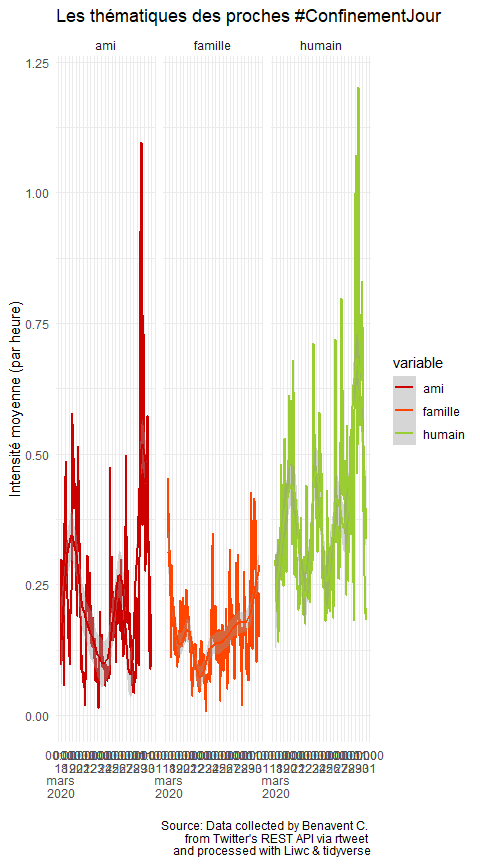 Les thématiques des proches #ConfinementJour
ami famille humain
1.25
1.00
0.75
0.50
0.25
0.00
Intensité moyenne (par heure)
variable
ami
famille
humain
mars mars mars
2020 2020 2020
Source: Data collected by Benavent C.
from Twitter's REST API via rtweet
and processed with Liwc & tidyverse